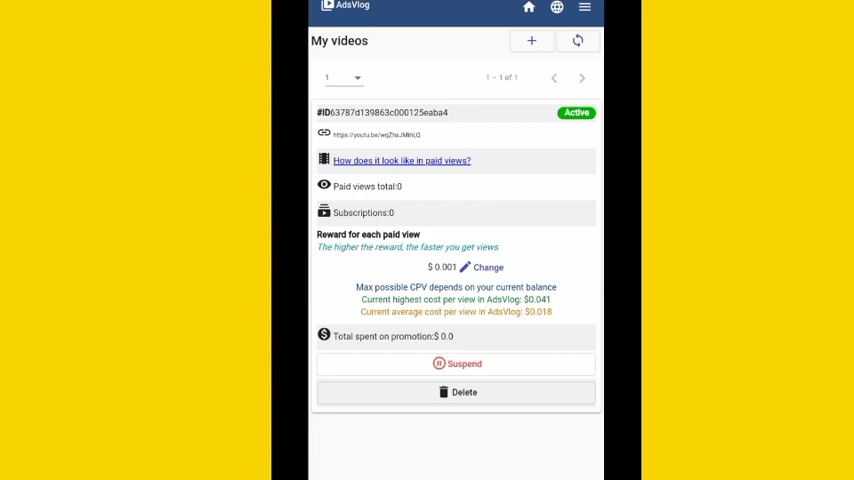 AdsVlog
My videos
1
1 – 1 of 1
#ID63787d139863c000125eaba4
Active
https://youtu.be/wqZhsJMihLQ
How does it look like in paid views?
Paid views total:0
Subscriptions:0
Reward for each paid view
The higher the reward, the faster you get views
$ 0.001 Change
Max possible CPV depends on your current balance
Current highest cost per view in AdsVlog: $0.041
Current average cost per view in AdsVlog: $0.018
Total spent on promotion:$ 0.0
Suspend
Delete